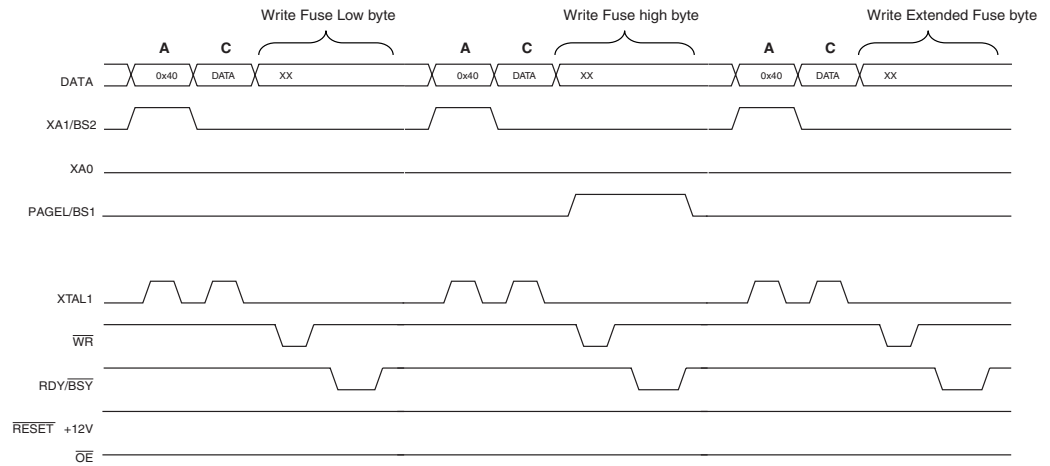 Write Fuse Low byte Write Fuse high byte Write Extended Fuse byte
A C A C A C
DATA 0x40 DATA XX 0x40 DATA XX 0x40 DATA XX
XA1/BS2
XA0
PAGEL/BS1
XTAL1
WR
RDY/BSY
RESET +12V
OE